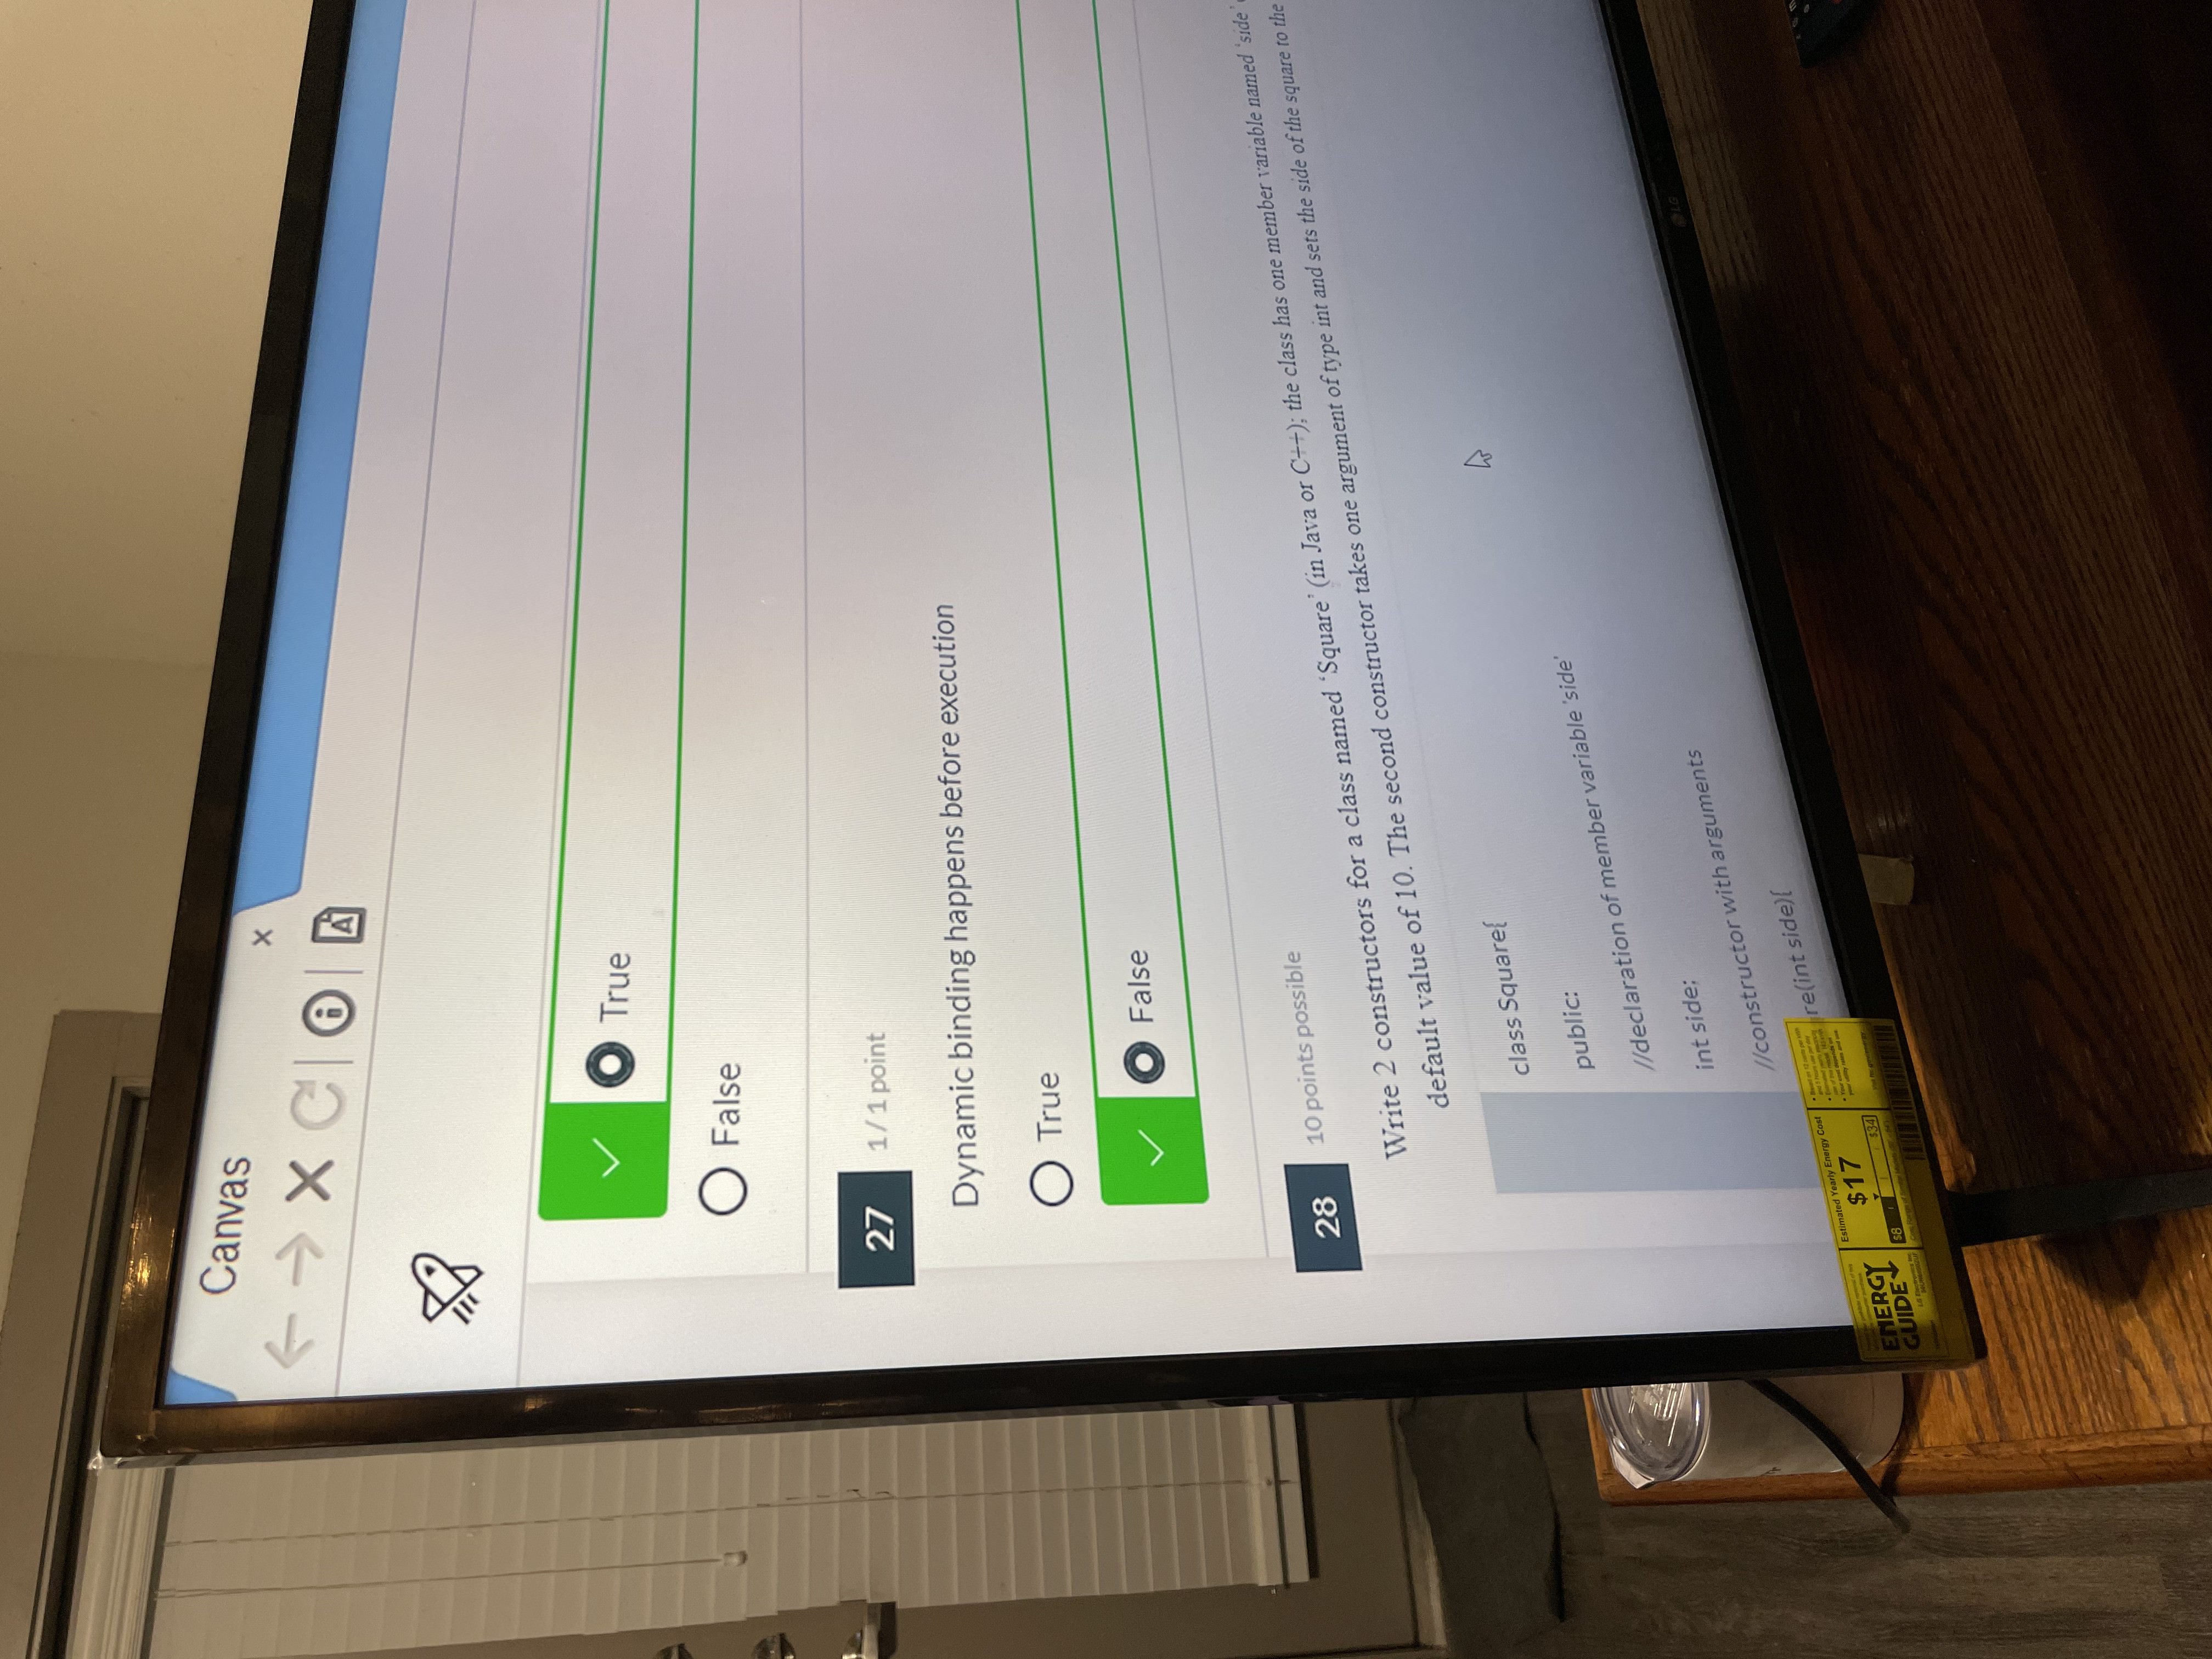 Canvas
True
False
27 1 / 1 point
Dynamic binding happens before execution
True
False
28 10 points possible
Write 2 constructors for a class named ‘Square’ (in Java or C++); the class has one member variable named ‘side’
default value of 10. The second constructor takes one argument of type int and sets the side of the square to the
class Square{
public:
//declaration of member variable 'side'
int side;
//constructor with arguments
re(int side){
LG
ENERGY
GUIDE
Estimated Yearly Energy Cost
$17
$8
$34